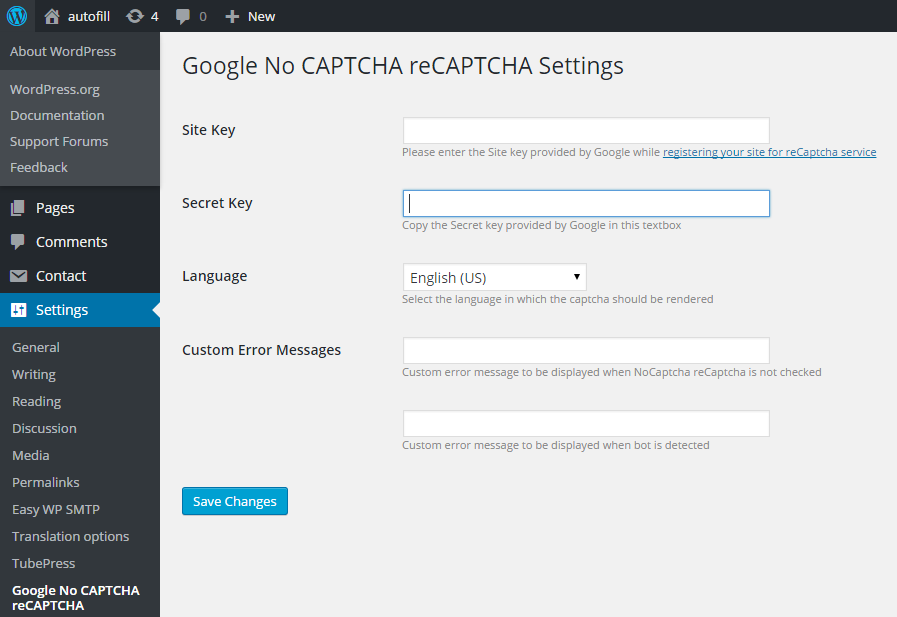 autofill 4 0 New
About WordPress
WordPress.org
Documentation
Support Forums
Feedback
Pages
Comments
Contact
Settings
General
Writing
Reading
Discussion
Media
Permalinks
Easy WP SMTP
Translation options
TubePress
Google No CAPTCHA
reCAPTCHA
Google No CAPTCHA reCAPTCHA Settings
Site Key
Please enter the Site key provided by Google while registering your site for reCaptcha service
Secret Key
Copy the Secret key provided by Google in this textbox
Language
English (US)
Select the language in which the captcha should be rendered
Custom Error Messages
Custom error message to be displayed when NoCaptcha reCaptcha is not checked
Custom error message to be displayed when bot is detected
Save Changes